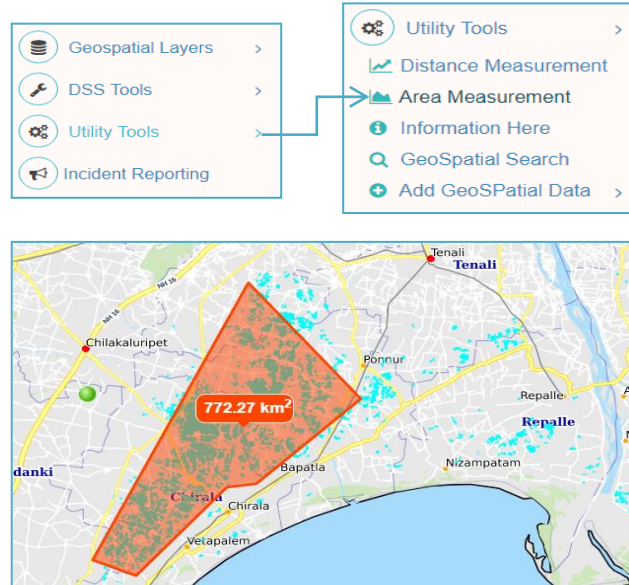 Geospatial Layers
DSS Tools
Utility Tools
Incident Reporting
Utility Tools
Distance Measurement
Area Measurement
Information Here
GeoSpatial Search
Add GeoSPatial Data
Tenali
Tenali
NH 16
NH 16
Chilakaluripet
Ponnur
772.27 km²
Repalle
Repalle
danki
Bapatla
Nizampatam
Chirala
Chirala
Vetapalem